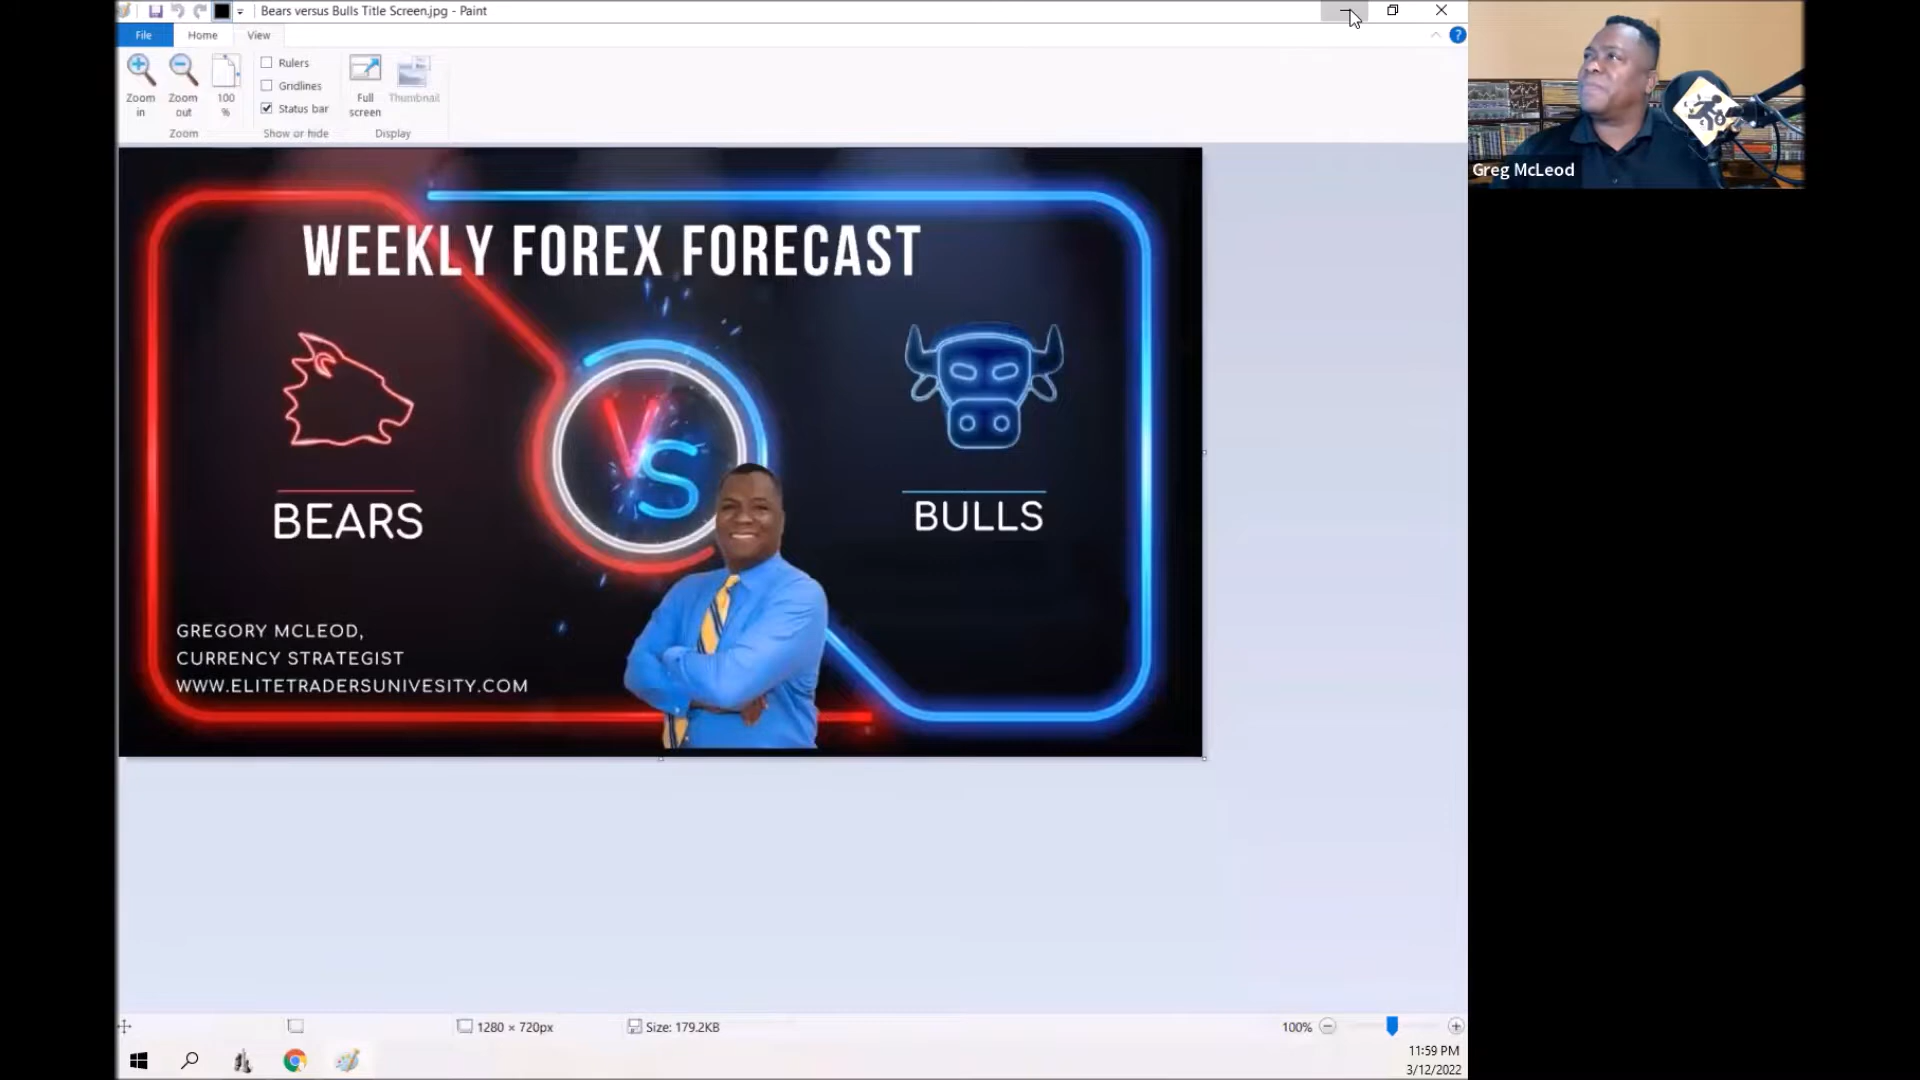 Bears versus Bulls Title Screen.jpg - Paint
File
Home
View
Zoom in
Zoom out
100 %
Zoom
Rulers
Gridlines
Status bar
Show or hide
Full screen
Thumbnail
Display
Greg McLeod
WEEKLY FOREX FORECAST
VS
BEARS
BULLS
GREGORY MCLEOD,
CURRENCY STRATEGIST
WWW.ELITETRADERSUNIVESITY.COM
1280 × 720px
Size: 179.2KB
100%
11:59 PM
3/12/2022